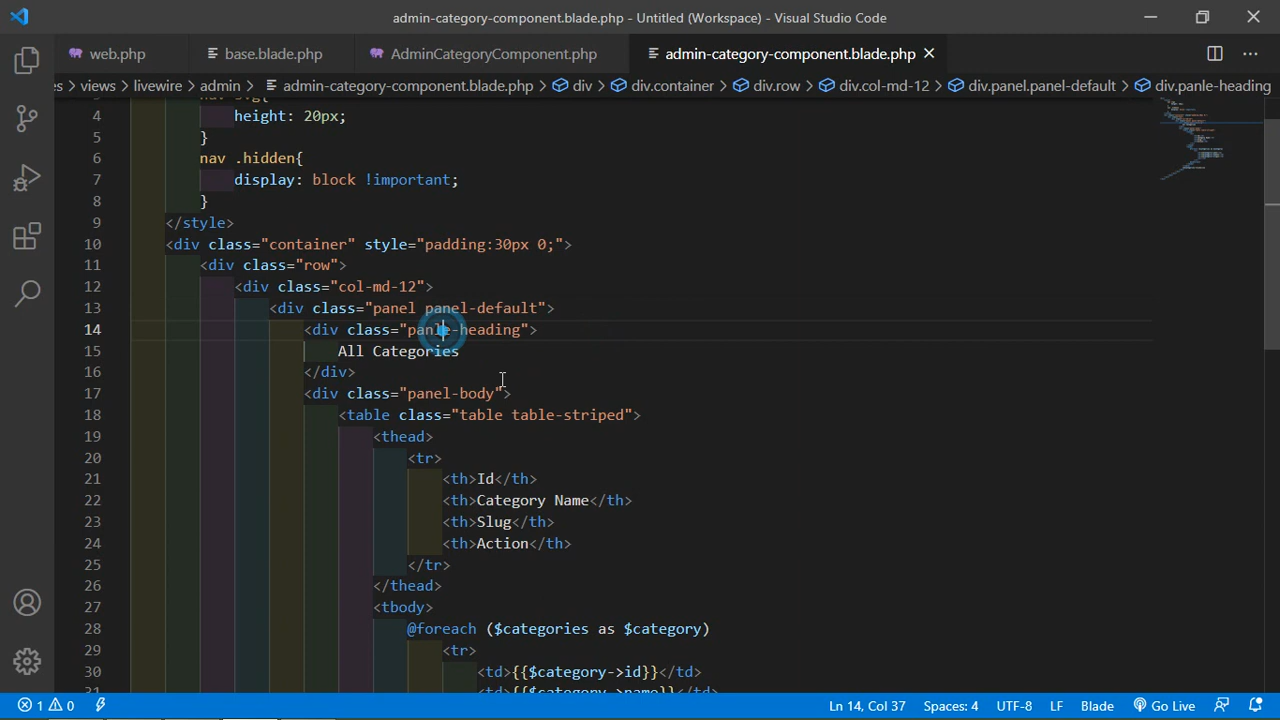 admin-category-component.blade.php - Untitled (Workspace) - Visual Studio Code
web.php base.blade.php AdminCategoryComponent.php admin-category-component.blade.php
es > views > livewire > admin > admin-category-component.blade.php > div > div.container > div.row > div.col-md-12 > div.panel.panel-default > div.panle-heading
4 height: 20px;
5 }
6 nav .hidden{
7 display: block !important;
8 }
9 </style>
10 <div class="container" style="padding:30px 0;">
11 <div class="row">
12 <div class="col-md-12">
13 <div class="panel panel-default">
14 <div class="panle-heading">
15 All Categories
16 </div>
17 <div class="panel-body">
18 <table class="table table-striped">
19 <thead>
20 <tr>
21 <th>Id</th>
22 <th>Category Name</th>
23 <th>Slug</th>
24 <th>Action</th>
25 </tr>
26 </thead>
27 <tbody>
28 @foreach ($categories as $category)
29 <tr>
30 <td>{{$category->id}}</td>
31 <td>{{$category->name}}</td>
1 0 Ln 14, Col 37 Spaces: 4 UTF-8 LF Blade Go Live